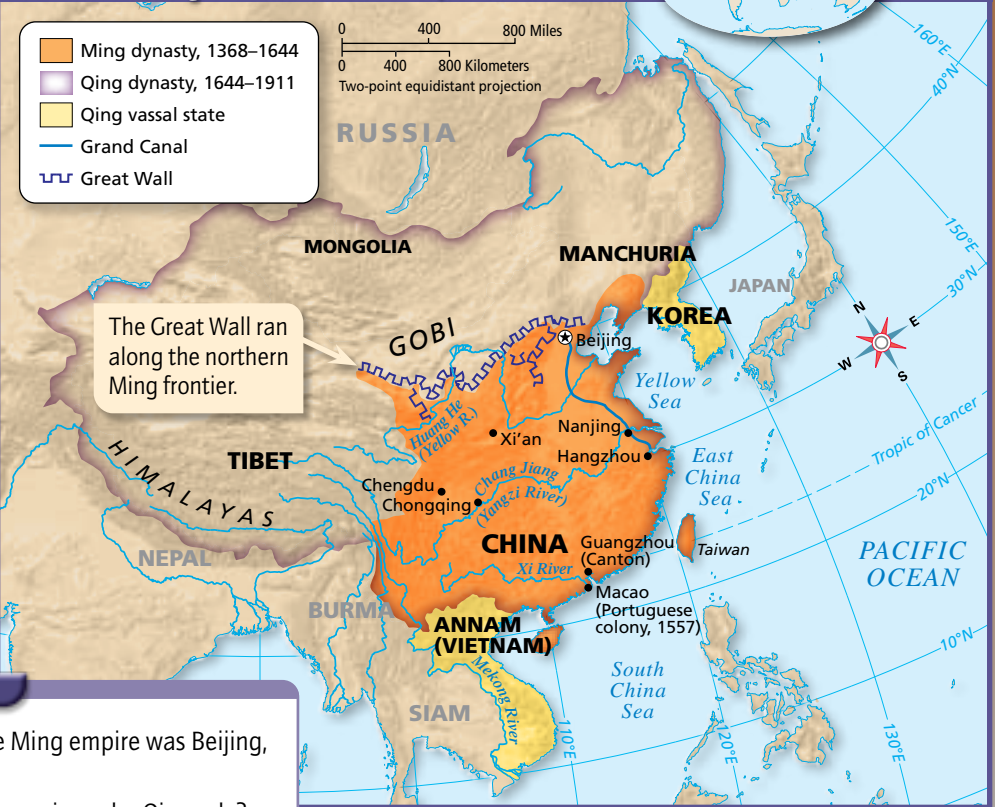 Ming dynasty, 1368–1644
Qing dynasty, 1644–1911
Qing vassal state
Grand Canal
Great Wall
0 400 800 Miles
0 400 800 Kilometers
Two-point equidistant projection
160°E
40°N
RUSSIA
150°E
MONGOLIA
MANCHURIA
30°N
JAPAN
N
E
W
S
KOREA
The Great Wall ran
along the northern
Ming frontier.
GOBI
Beijing
Yellow
Sea
Huang He
(Yellow R.)
Xi'an
Nanjing
Hangzhou
Tropic of Cancer
HIMALAYAS
TIBET
East
China
Sea
20°N
Chengdu
Chongqing
Chang Jiang
(Yangzi River)
CHINA
Guangzhou
(Canton)
Taiwan
PACIFIC
OCEAN
NEPAL
Xi River
Macao
(Portuguese
colony, 1557)
BURMA
ANNAM
(VIETNAM)
10°N
South
China
Sea
Mekong River
SIAM
110°E
120°E
130°E
Ming empire was Beijing,